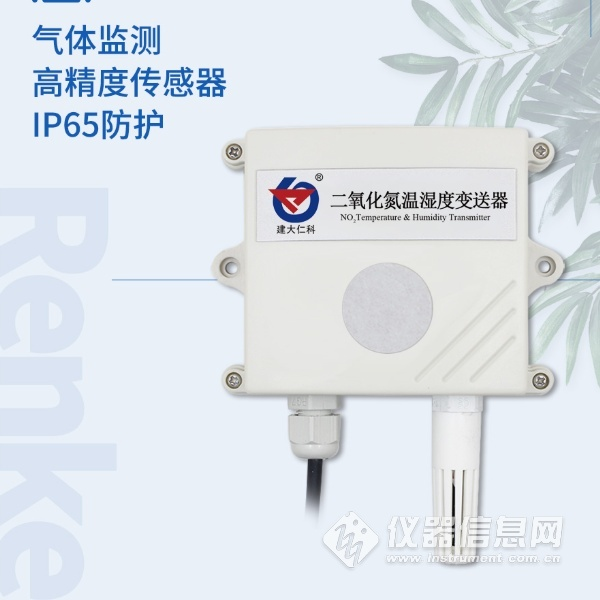 气体监测
高精度传感器
IP65防护
®
建大仁科
二氧化氮温湿度变送器
NO₂Temperature & Humidity Transmitter
Renke
仪器信息网
www.instrument.com.cn